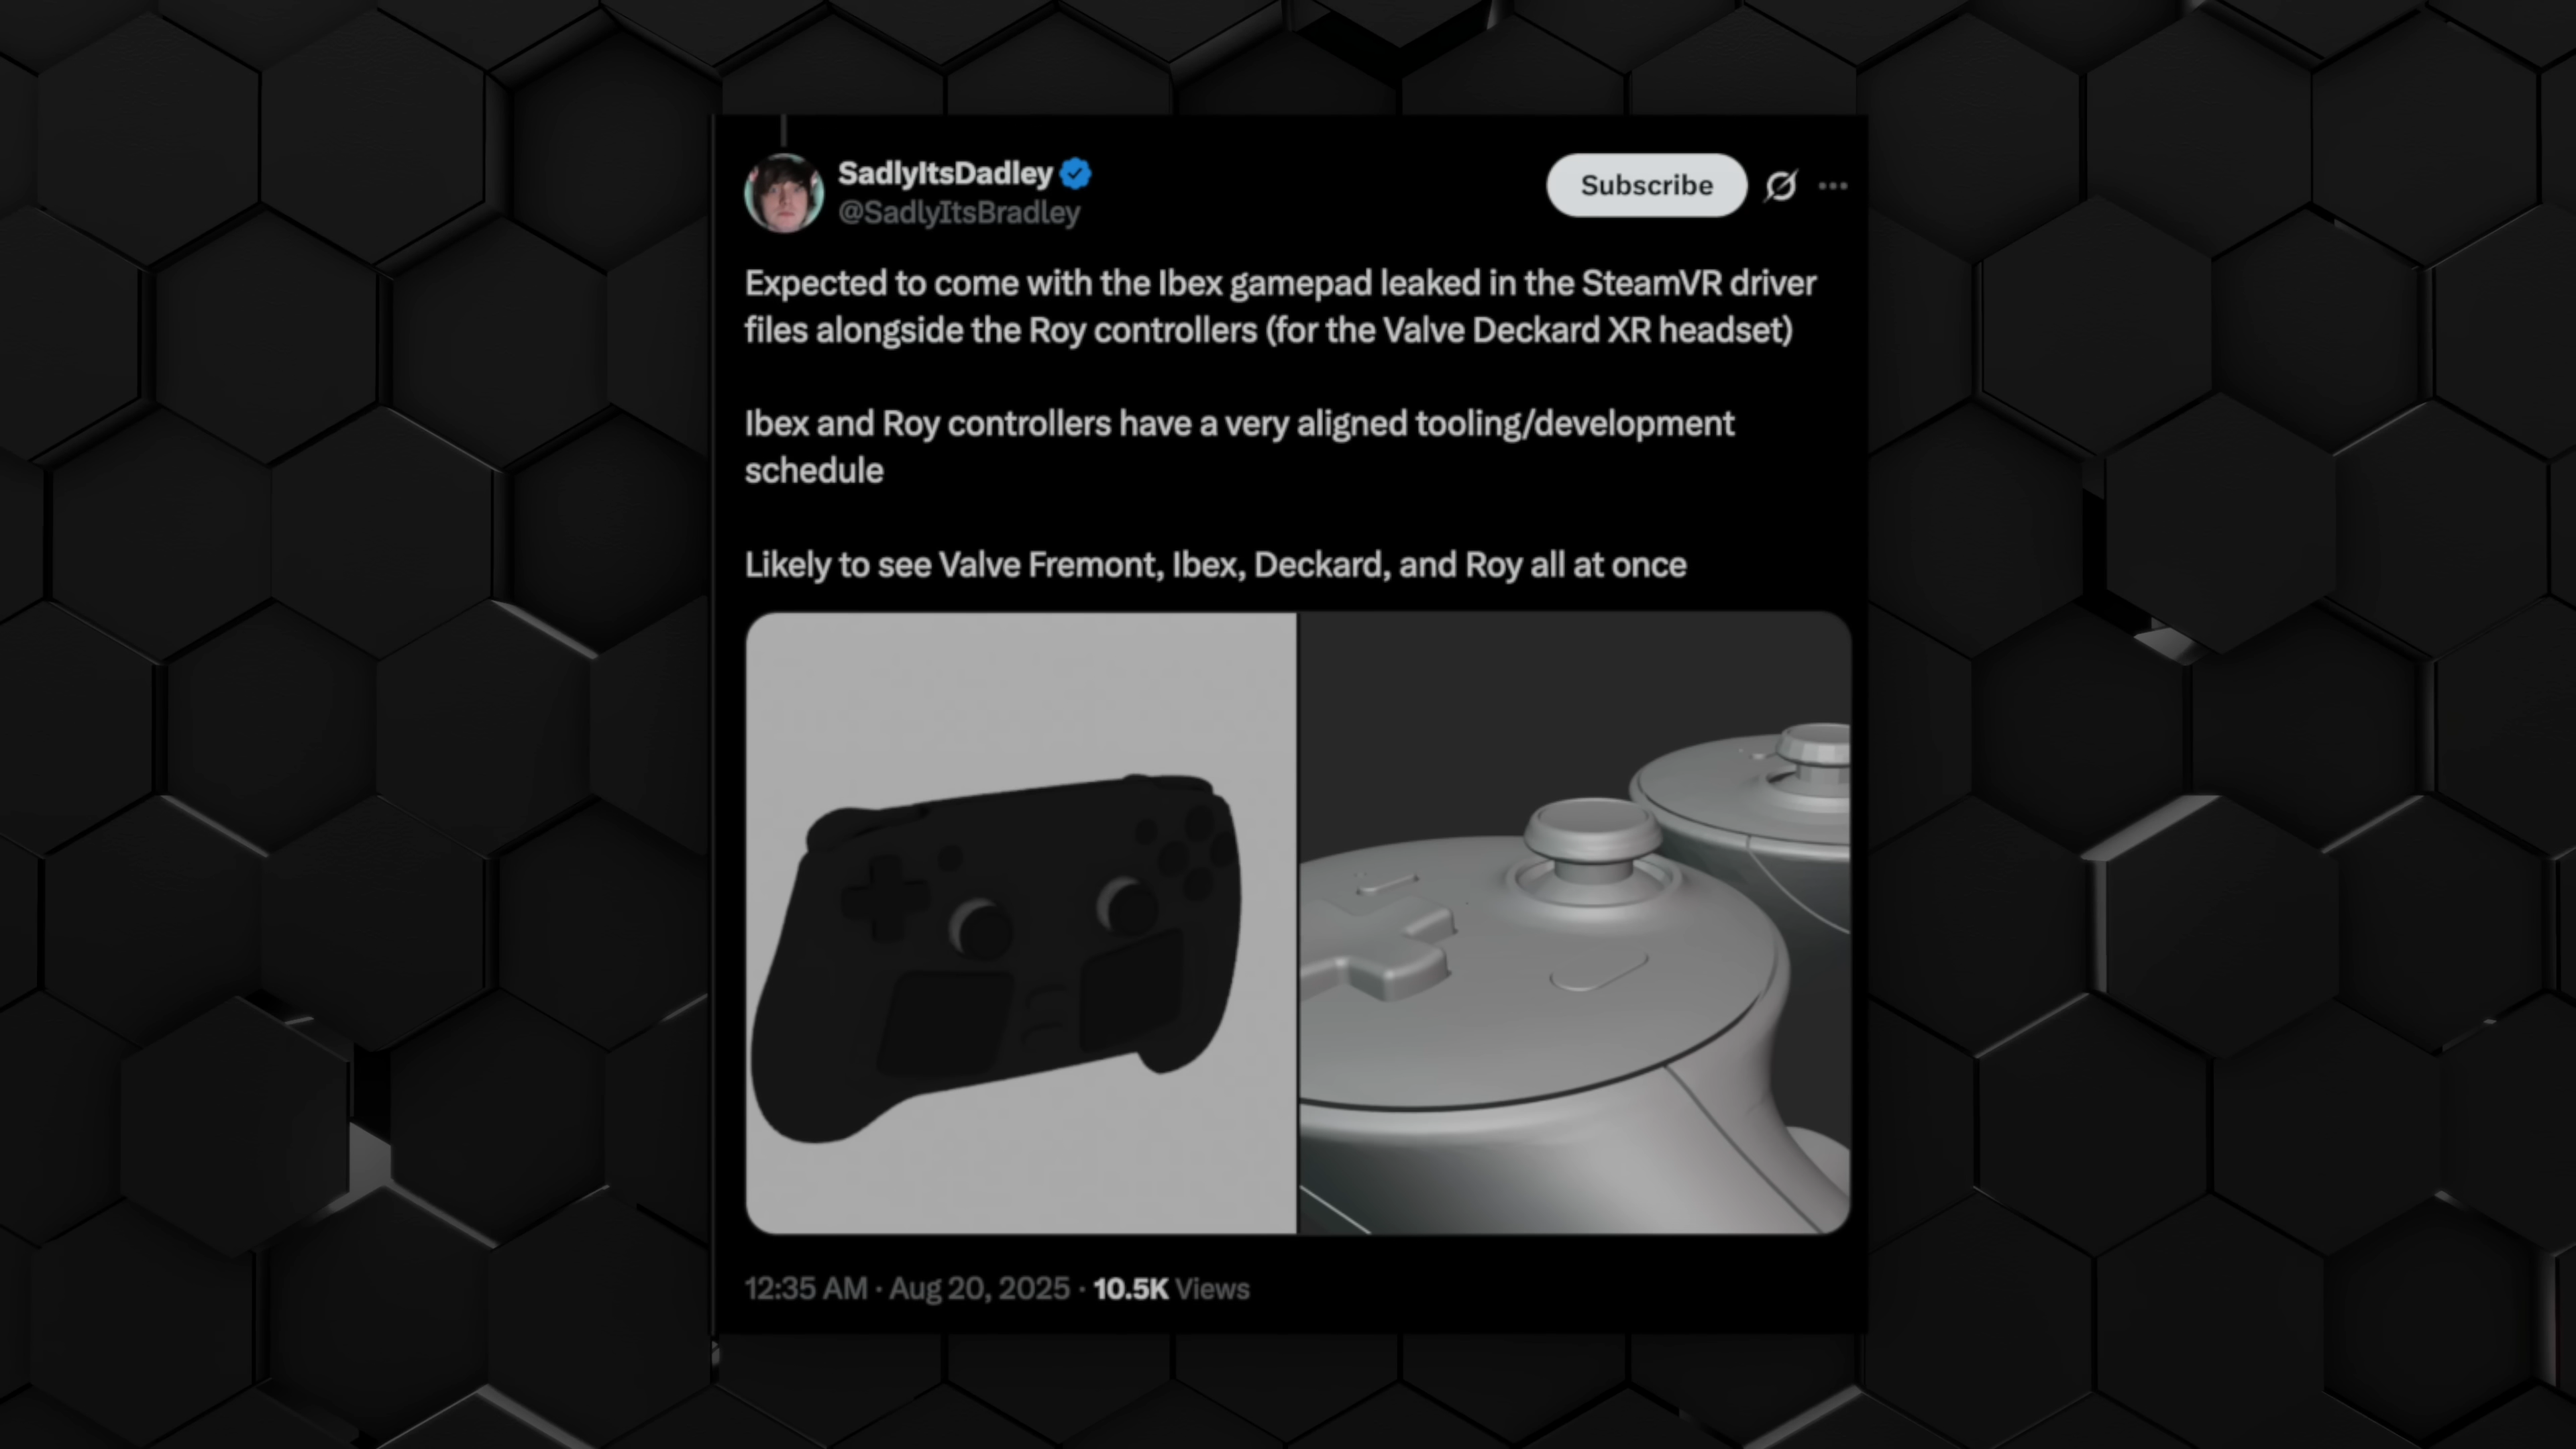 SadlyItsDadley
@SadlyItsBradley
Subscribe
Expected to come with the Ibex gamepad leaked in the SteamVR driver
files alongside the Roy controllers (for the Valve Deckard XR headset)
Ibex and Roy controllers have a very aligned tooling/development
schedule
Likely to see Valve Fremont, Ibex, Deckard, and Roy all at once
12:35 AM · Aug 20, 2025 · 10.5K Views